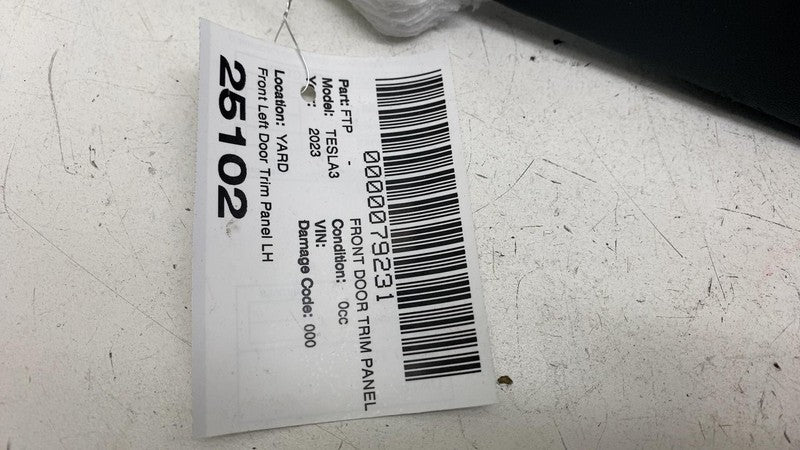 0000079231
Part: FTP - FRONT DOOR TRIM PANEL
Model: TESLA3 Condition: 0cc
2023 VIN:
Damage Code: 000
Location: YARD
Front Left Door Trim Panel LH
25102